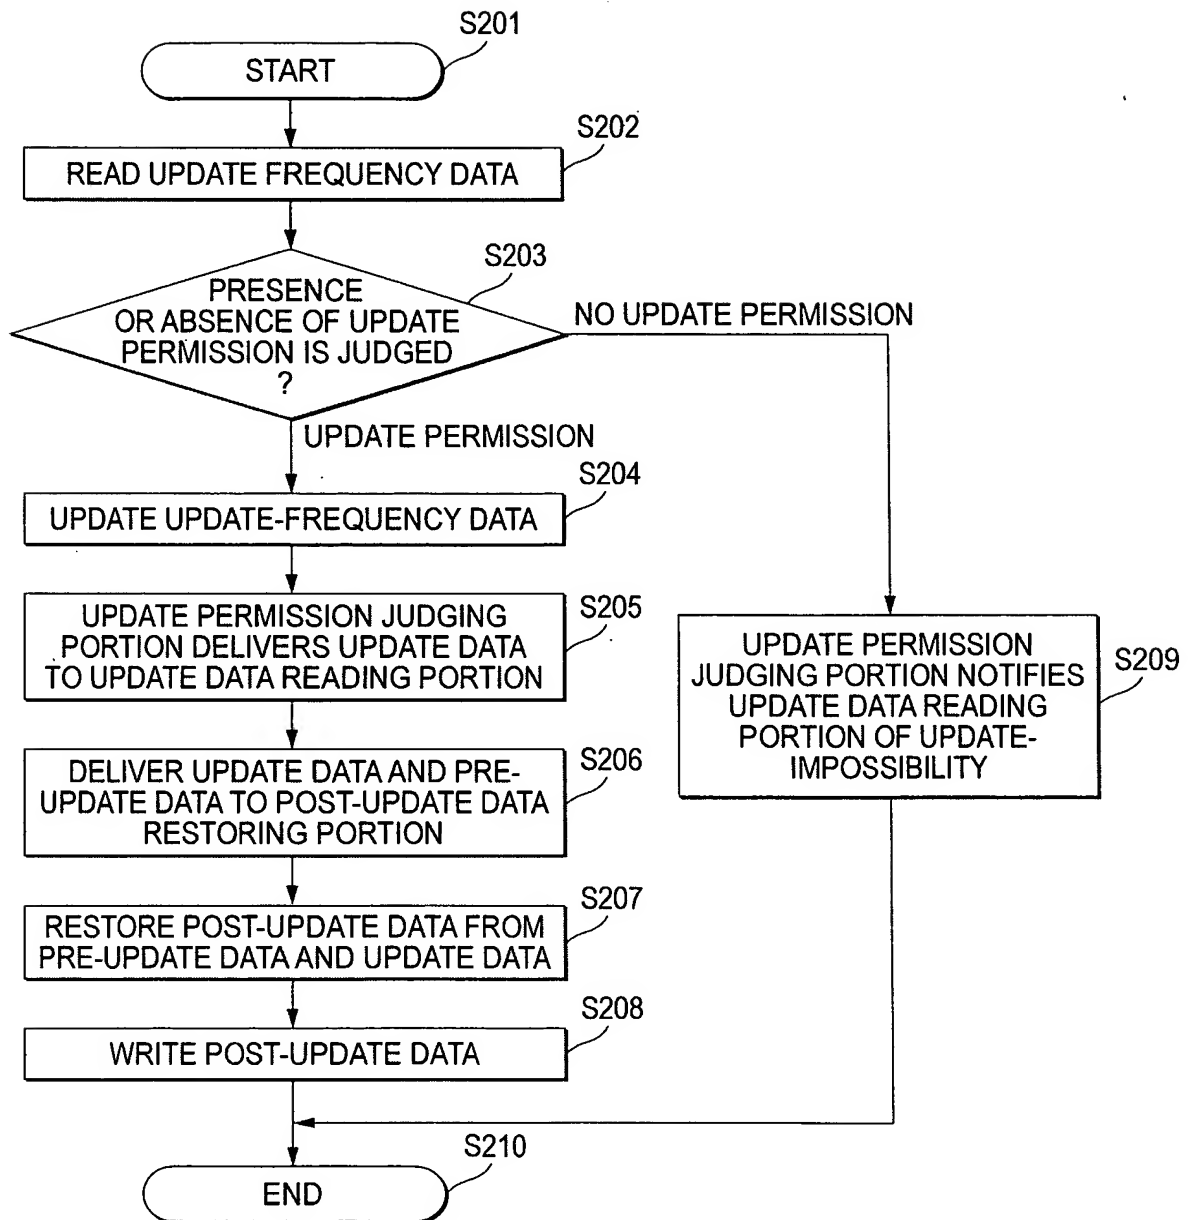 S201
START
S202
READ UPDATE FREQUENCY DATA
S203
PRESENCE
OR ABSENCE OF UPDATE
PERMISSION IS JUDGED
?
NO UPDATE PERMISSION
UPDATE PERMISSION
S204
UPDATE UPDATE-FREQUENCY DATA
S205
UPDATE PERMISSION JUDGING
PORTION DELIVERS UPDATE DATA
TO UPDATE DATA READING PORTION
S209
UPDATE PERMISSION
JUDGING PORTION NOTIFIES
UPDATE DATA READING
PORTION OF UPDATE-
IMPOSSIBILITY
S206
DELIVER UPDATE DATA AND PRE-
UPDATE DATA TO POST-UPDATE DATA
RESTORING PORTION
S207
RESTORE POST-UPDATE DATA FROM
PRE-UPDATE DATA AND UPDATE DATA
S208
WRITE POST-UPDATE DATA
S210
END